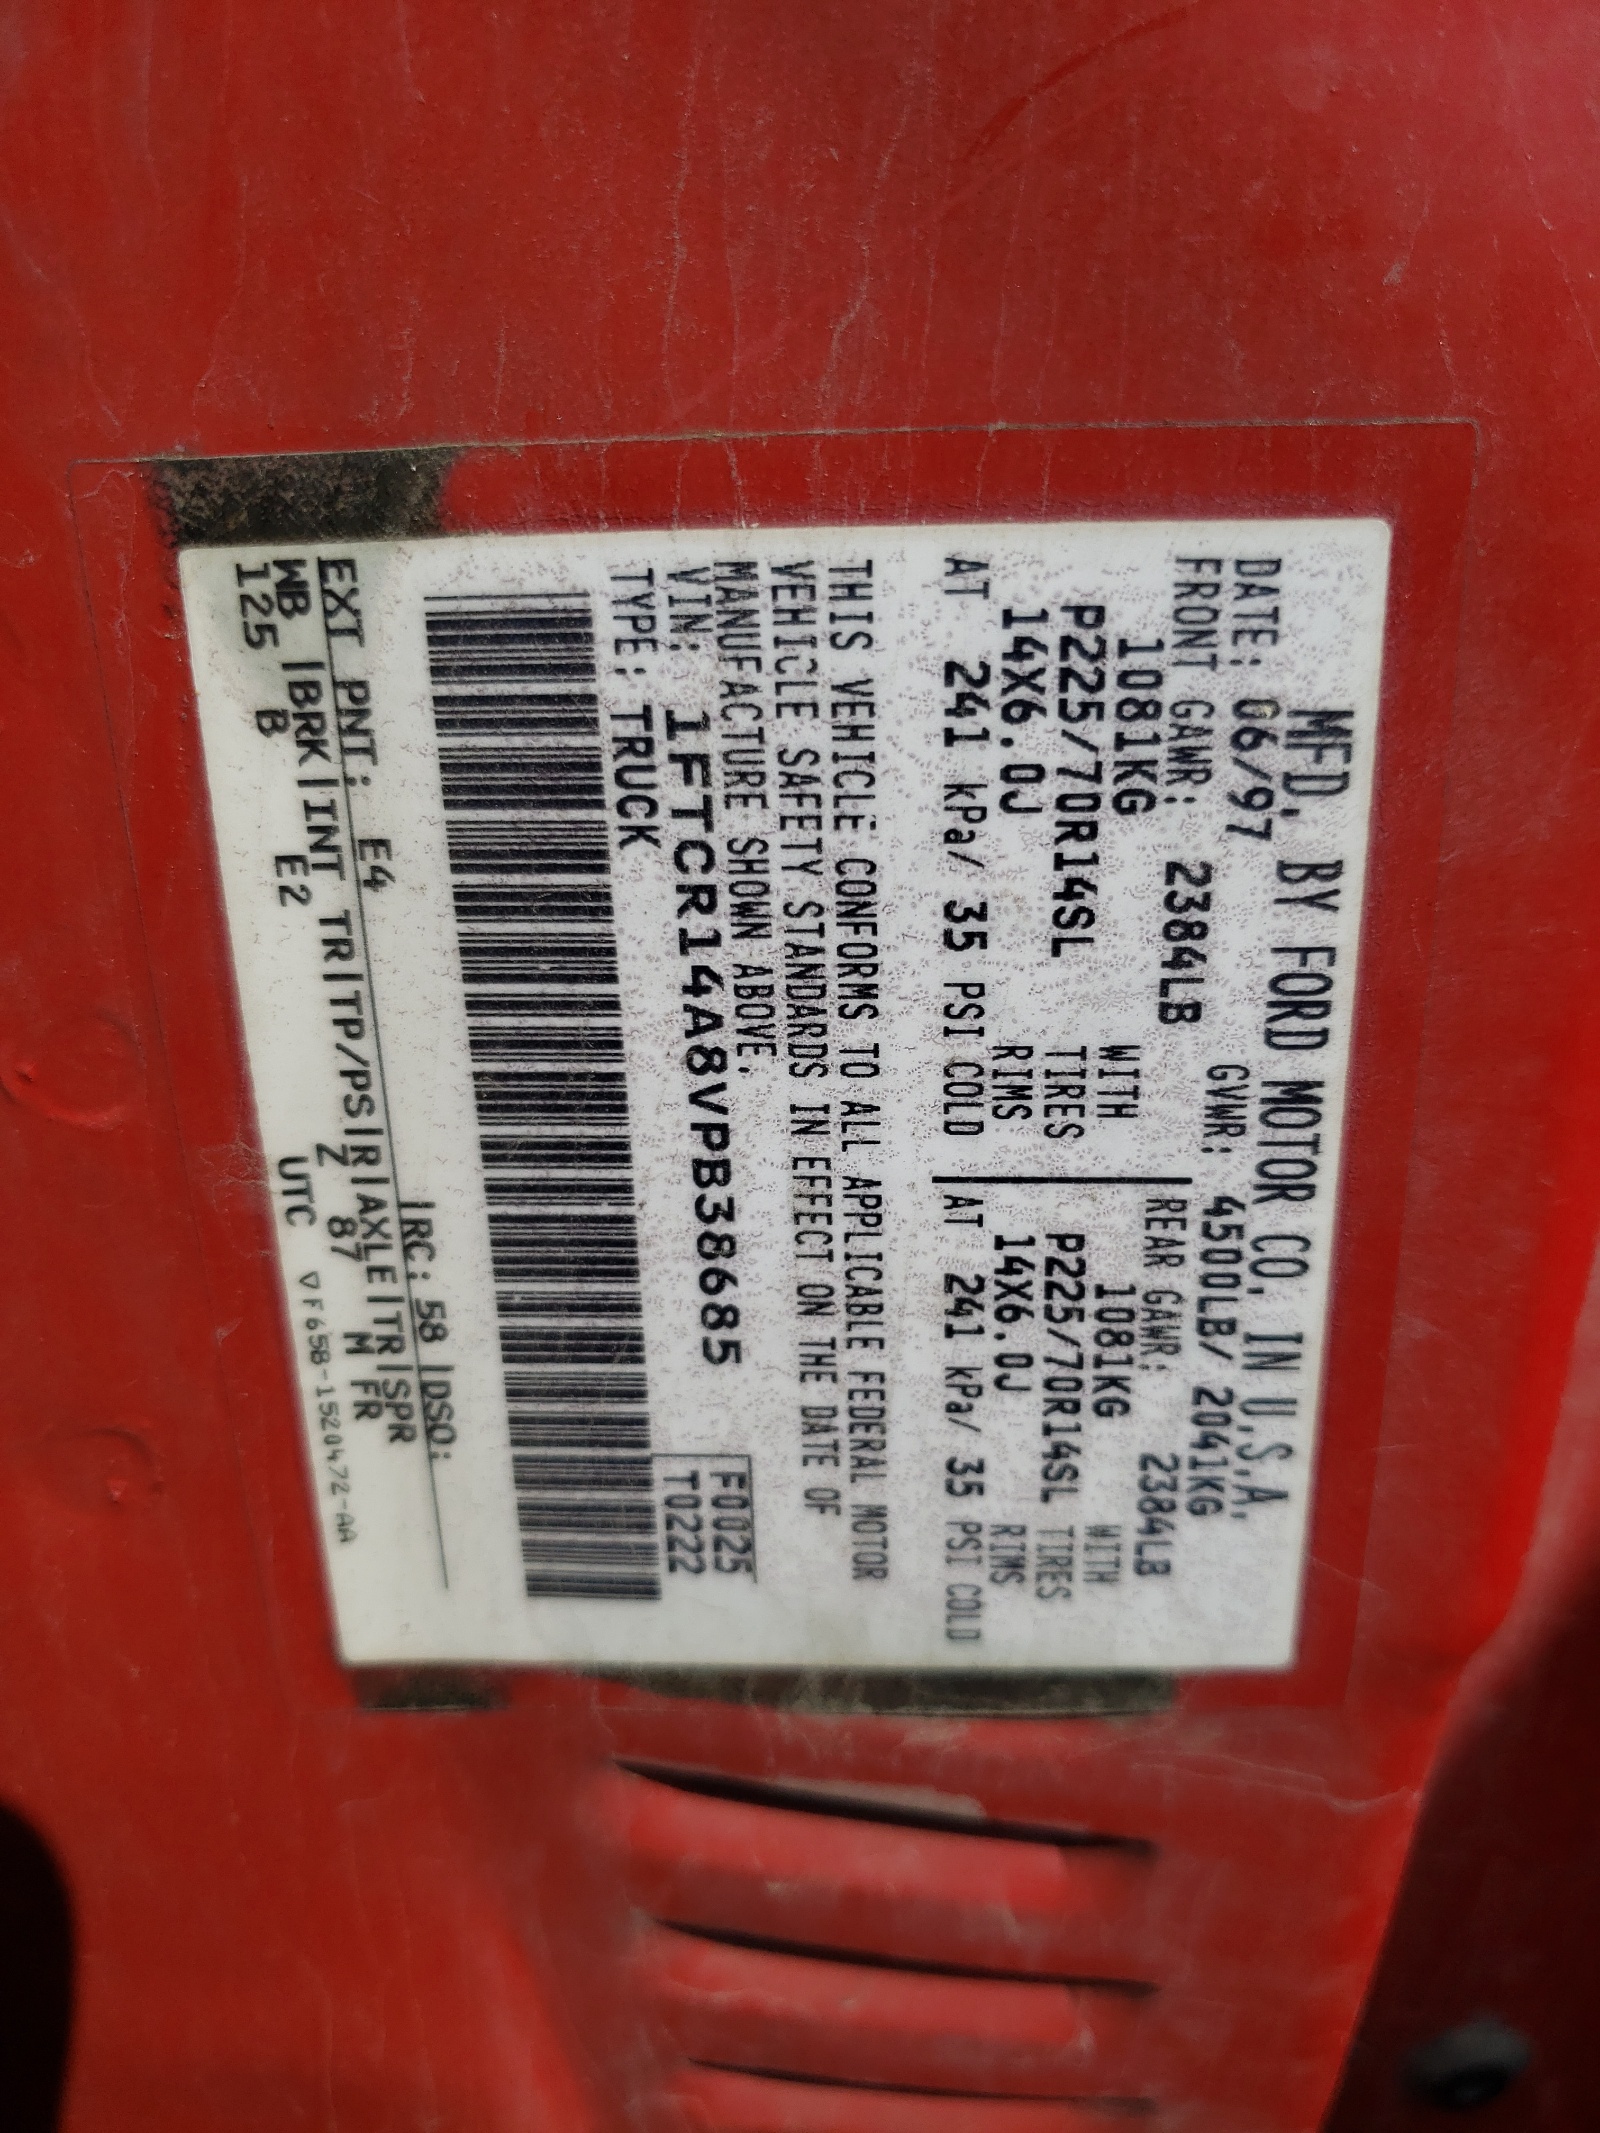 MFD. BY FORD MOTOR CO. IN U.S.A.
DATE: 06/97 GVWR: 4500LB/ 2041KG
FRONT GAWR: 2384LB REAR GAWR: 2384LB
1081KG WITH 1081KG WITH
P225/70R14SL TIRES P225/70R14SL TIRES
14X6.0J RIMS 14X6.0J RIMS
AT 241 kPa/ 35 PSI COLD AT 241 kPa/ 35 PSI COLD
THIS VEHICLE CONFORMS TO ALL APPLICABLE FEDERAL MOTOR
VEHICLE SAFETY STANDARDS IN EFFECT ON THE DATE OF
MANUFACTURE SHOWN ABOVE.
VIN: 1FTCR14A8VPB38685 F0025
TYPE: TRUCK T0222
EXT PNT: E4 RC: 58 DSO:
WB BRK INT TR TP/PS R AXLE TR SPR
125 B E2 Z 87 M FR
UTC ▽F65B-1520472-AA